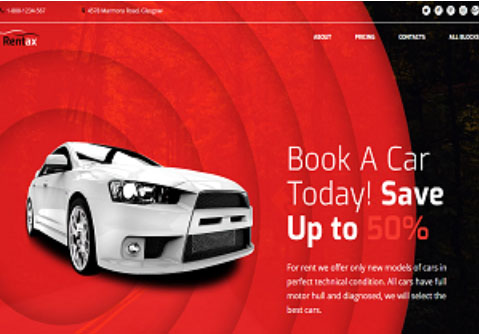 1-888-1234-567 4578 Marmora Road, Glasgow
Rentax
ABOUT PRICING CONTACTS ALL BLOCKS
Book A Car
Today! Save
Up to 50%
For rent we offer only new models of cars in
perfect technical condition. All cars have full
motor hull and diagnosed, we will select the
best cars.